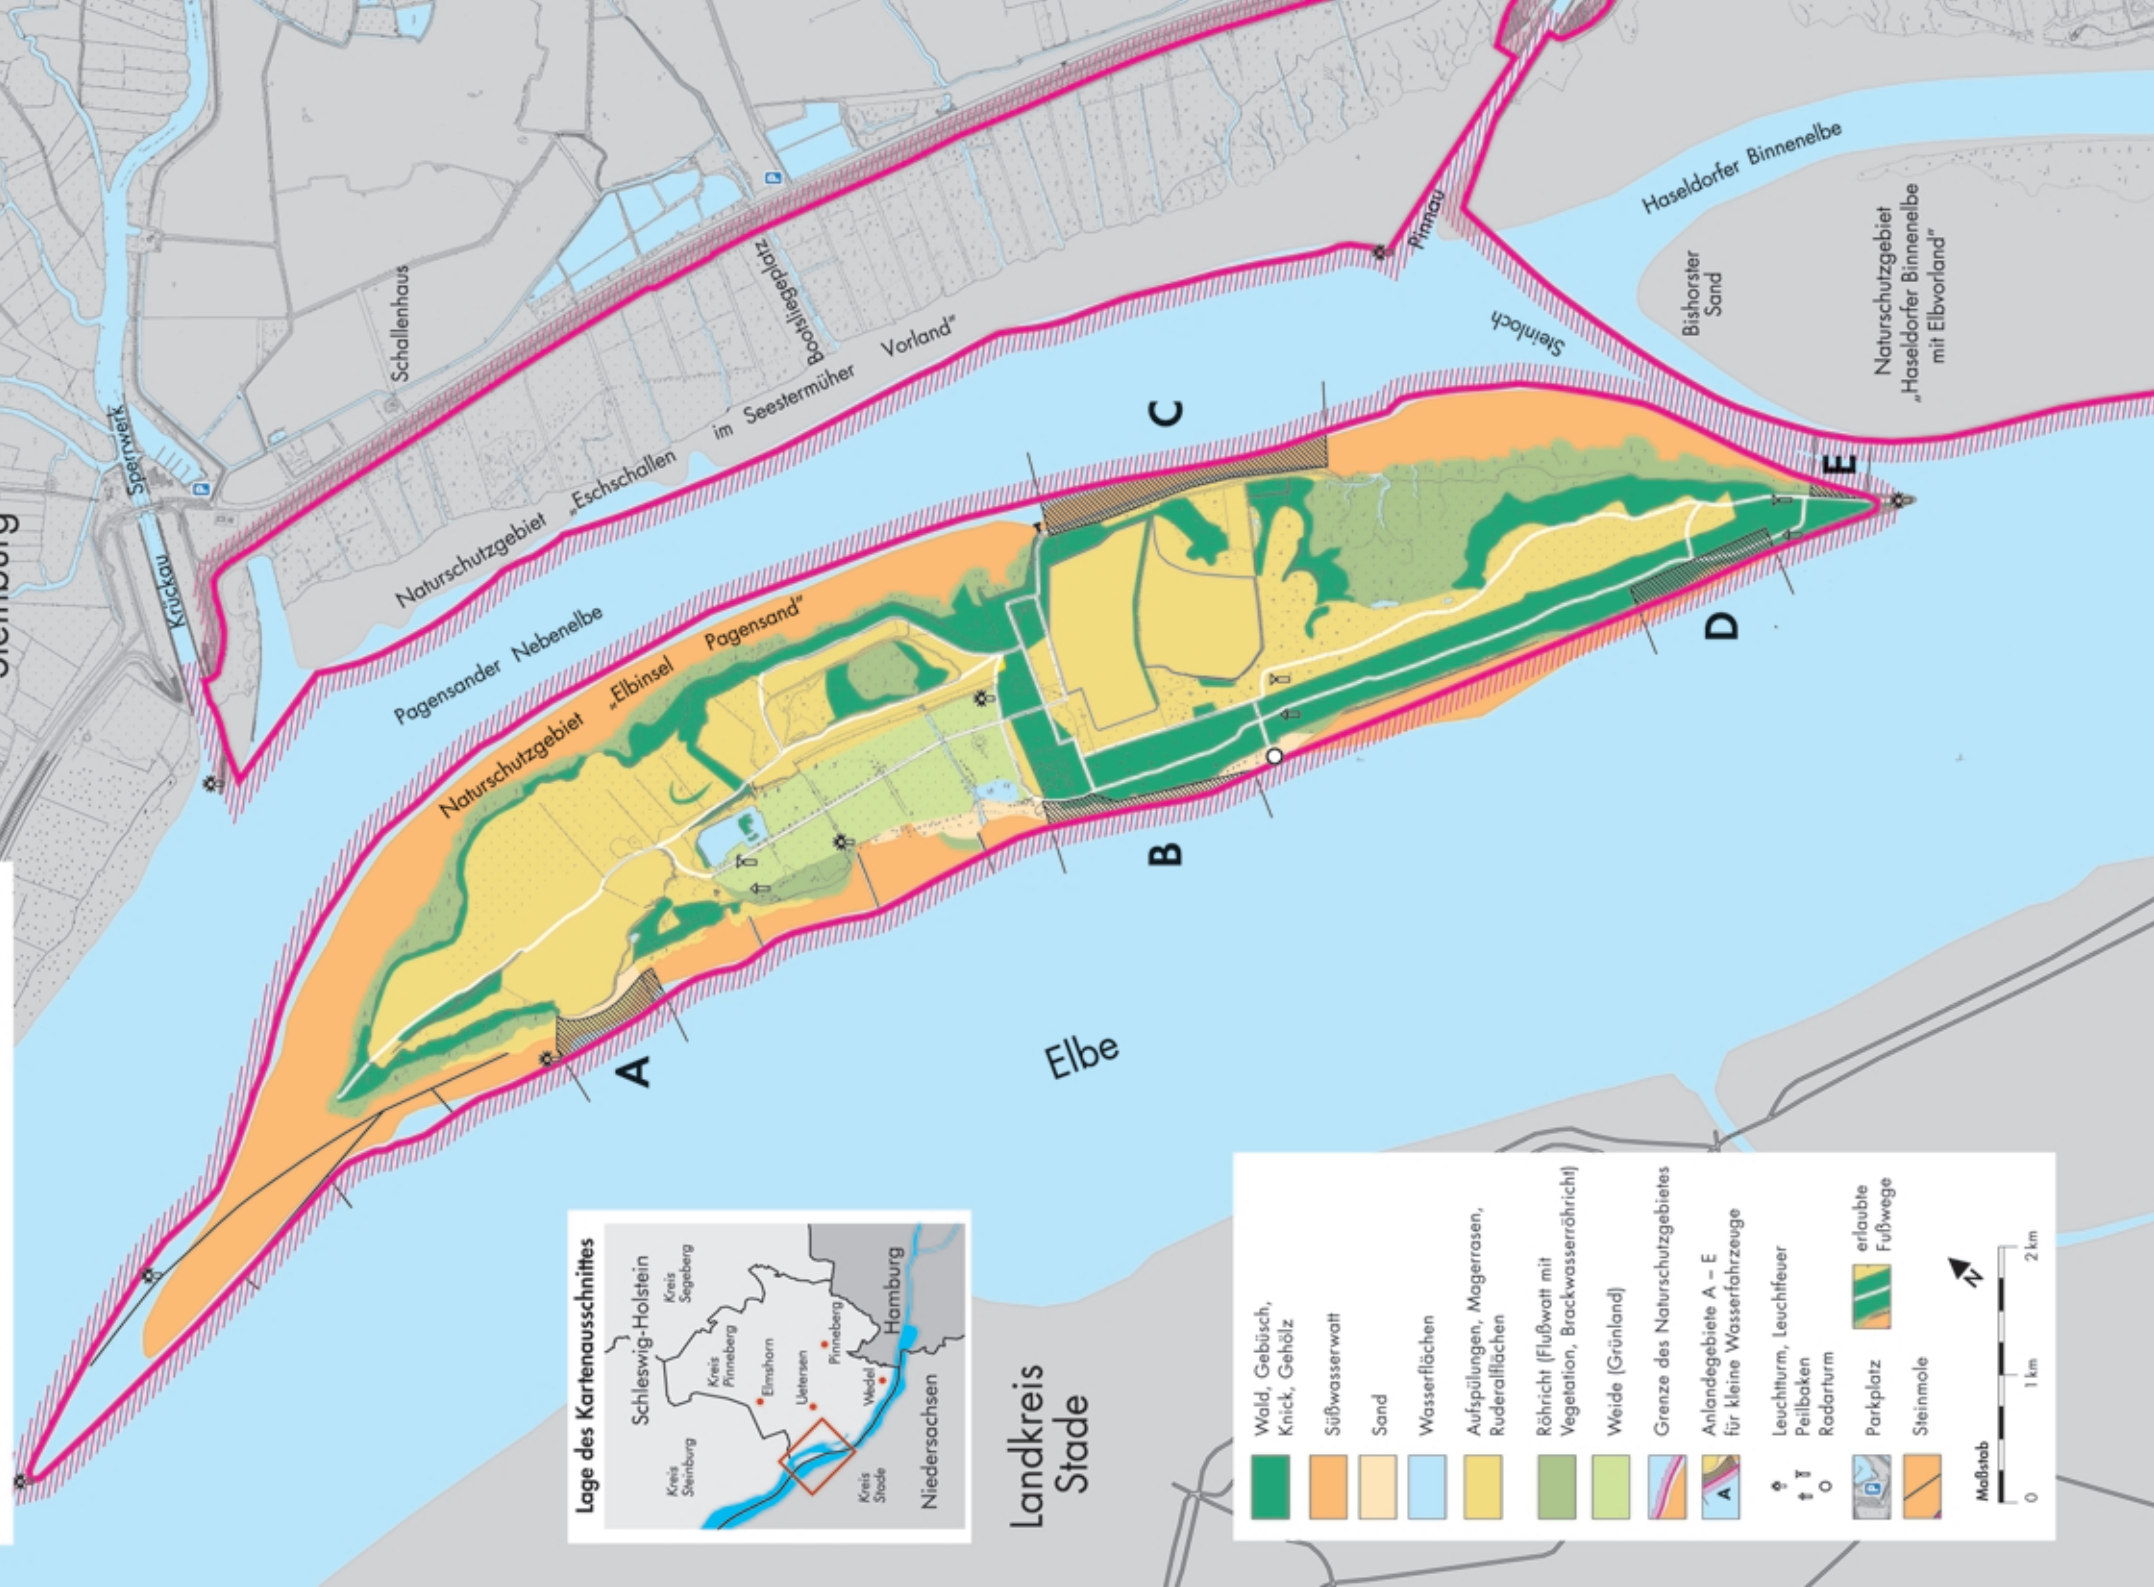 Sperrwerk
Krückau
Schallenhaus
Bootsliegeplatz
Naturschutzgebiet „Eschschallen
im Seestermüher Vorland“
Pagensander Nebenelbe
Naturschutzgebiet „Elbinsel Pagensand“
Pinnau
Haseldorfer Binnenelbe
Steinloch
Bishorster
Sand
Naturschutzgebiet
„Haseldorfer Binnenelbe
mit Elbvorland“
P
P
A
B
C
D
E
Elbe
Landkreis
Stade
Lage des Kartenausschnittes
Schleswig-Holstein
Kreis
Segeberg
Kreis
Pinneberg
Elmshorn
Uetersen
Pinneberg
Kreis
Steinburg
Wedel
Hamburg
Kreis
Stade
Niedersachsen
Wald, Gebüsch,
Knick, Gehölz
Süßwasserwatt
Sand
Wasserflächen
Aufspülungen, Magerrasen,
Ruderalflächen
Röhricht (Flußwatt mit
Vegetation, Brackwasserröhricht)
Weide (Grünland)
Grenze des Naturschutzgebietes
A
Anlandegebiete A – E
für kleine Wasserfahrzeuge
Leuchtturm, Leuchtfeuer
Peilbaken
Radarturm
P
Parkplatz
erlaubte
Fußwege
Steinmole
Maßstab
0 1 km 2 km
N